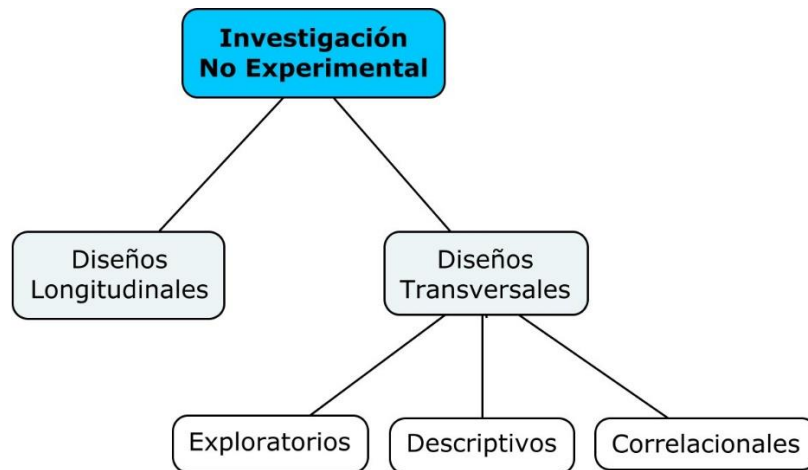 Investigación
No Experimental
Diseños
Longitudinales
Diseños
Transversales
Exploratorios
Descriptivos
Correlacionales